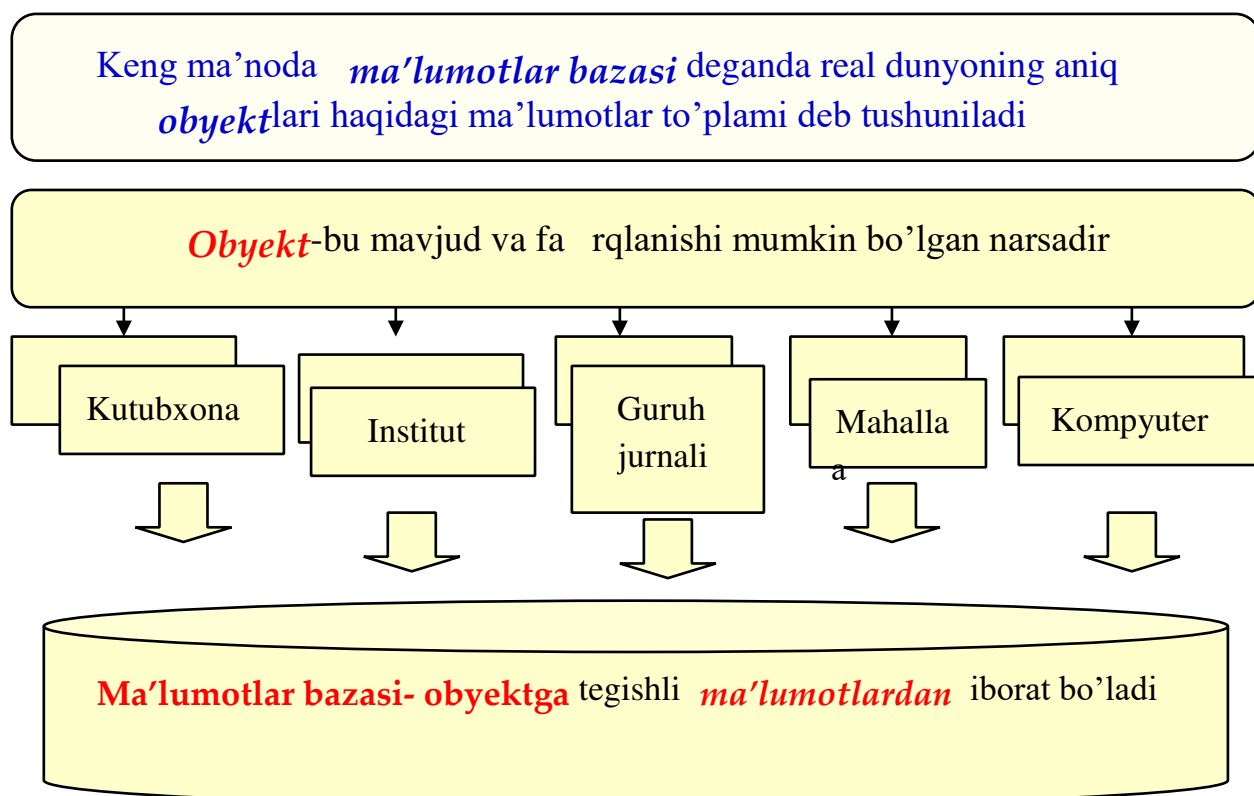 Keng ma’noda ma’lumotlar bazasi deganda real dunyoning aniq
obyektlari haqidagi ma’lumotlar to’plami deb tushuniladi
Obyekt-bu mavjud va fa rqlanishi mumkin bo’lgan narsadir
Kutubxona
Institut
Guruh
jurnali
Mahalla
a
Kompyuter
Ma’lumotlar bazasi- obyektga tegishli ma’lumotlardan iborat bo’ladi